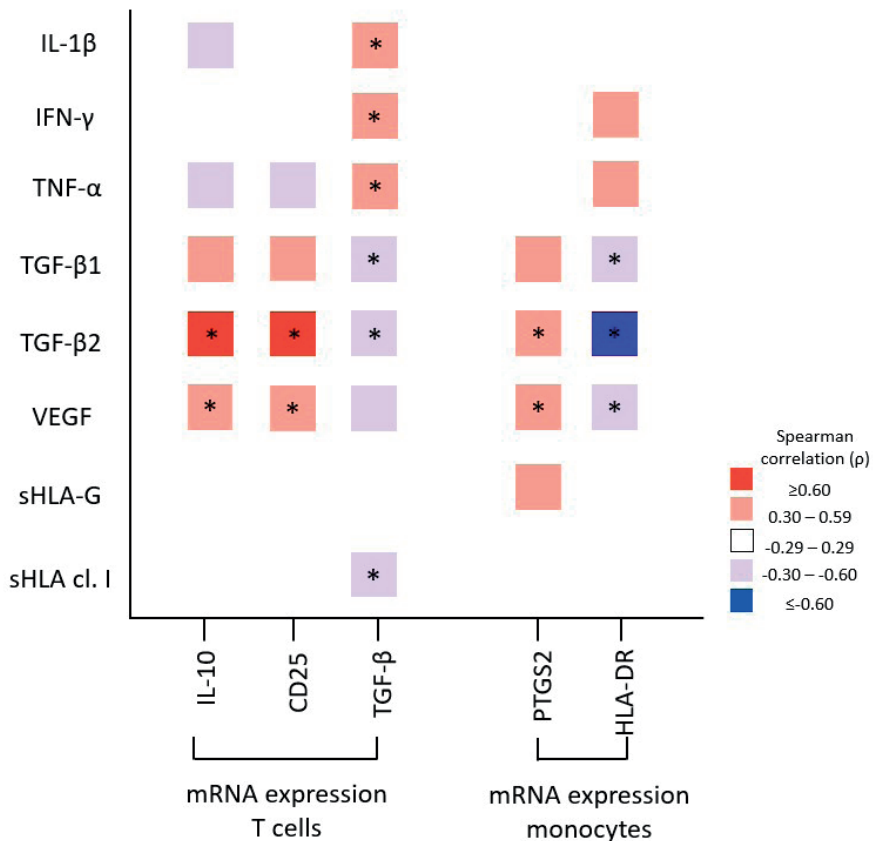 IL-1β
*
IFN-γ
*
TNF-α
*
TGF-β1
* *
TGF-β2
* * * * *
VEGF
* * * *
sHLA-G
sHLA cl. I
*
Spearman
correlation (ρ)
≥0.60
0.30 – 0.59
-0.29 – 0.29
-0.30 – -0.60
≤-0.60
IL-10
CD25
TGF-β
PTGS2
HLA-DR
mRNA expression
T cells
mRNA expression
monocytes